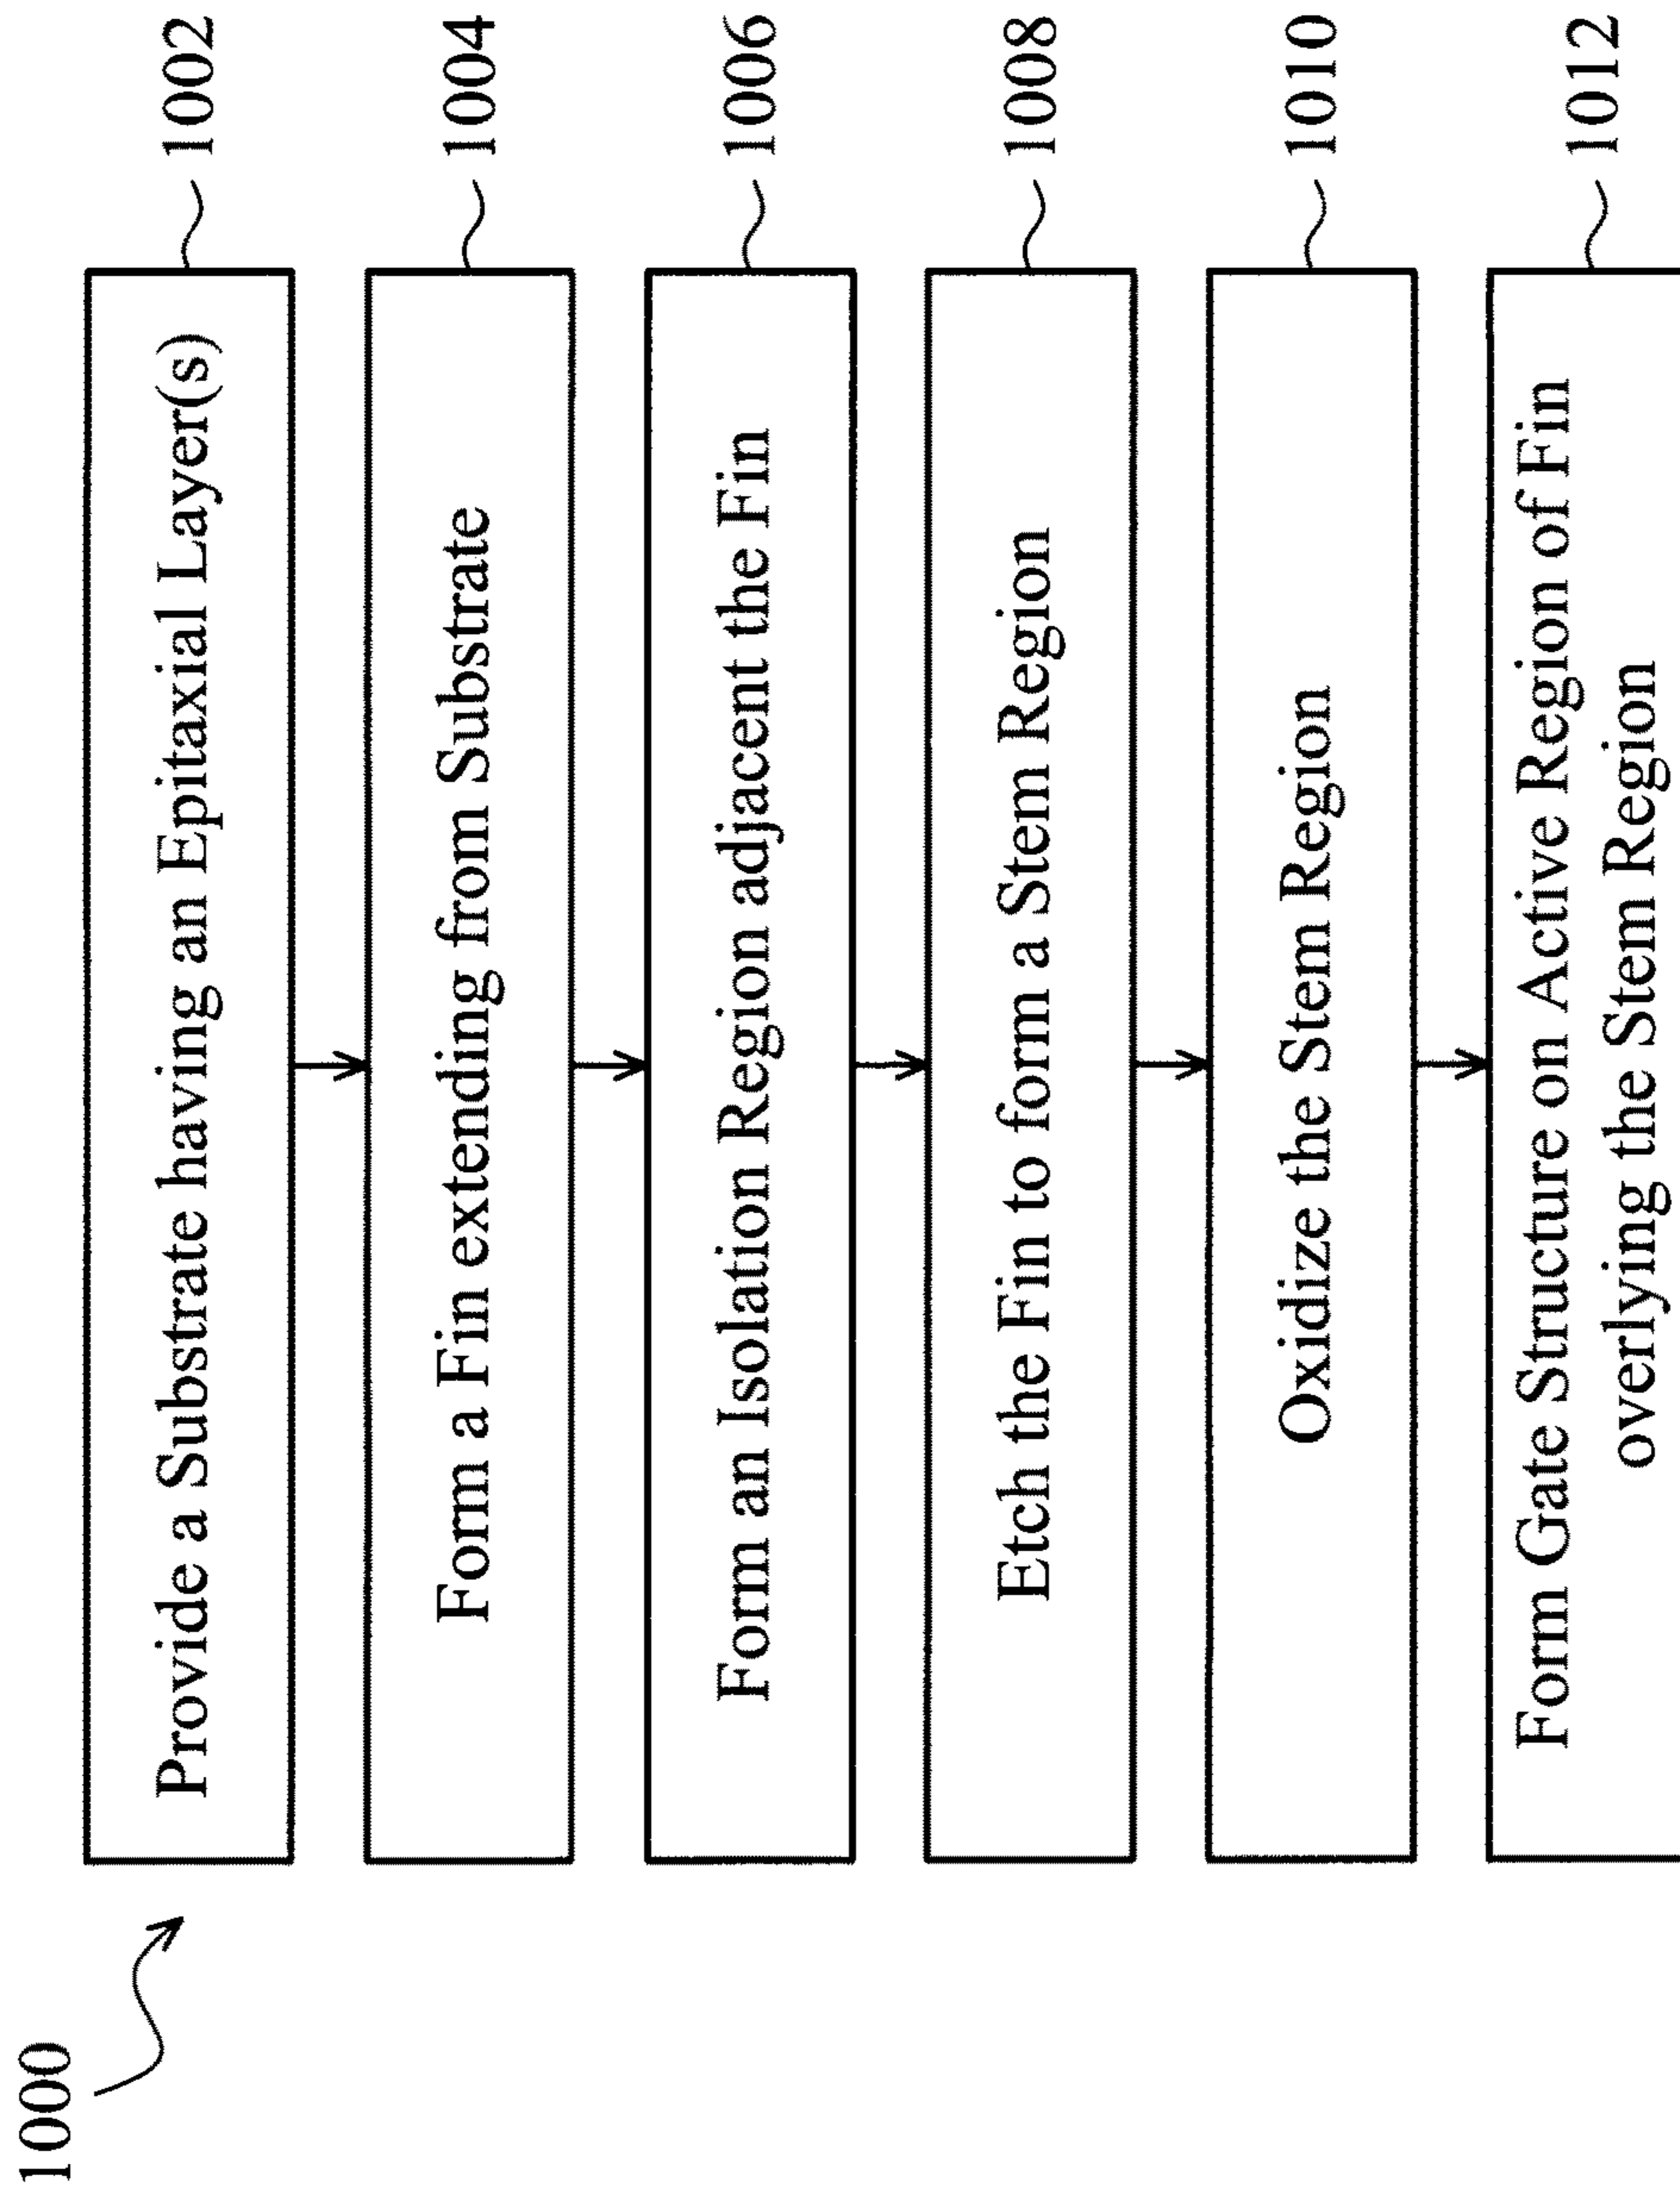 1000
Provide a Substrate having an Epitaxial Layer(s)
1002
Form a Fin extending from Substrate
1004
Form an Isolation Region adjacent the Fin
1006
Etch the Fin to form a Stem Region
1008
Oxidize the Stem Region
1010
Form Gate Structure on Active Region of Fin
overlying the Stem Region
1012